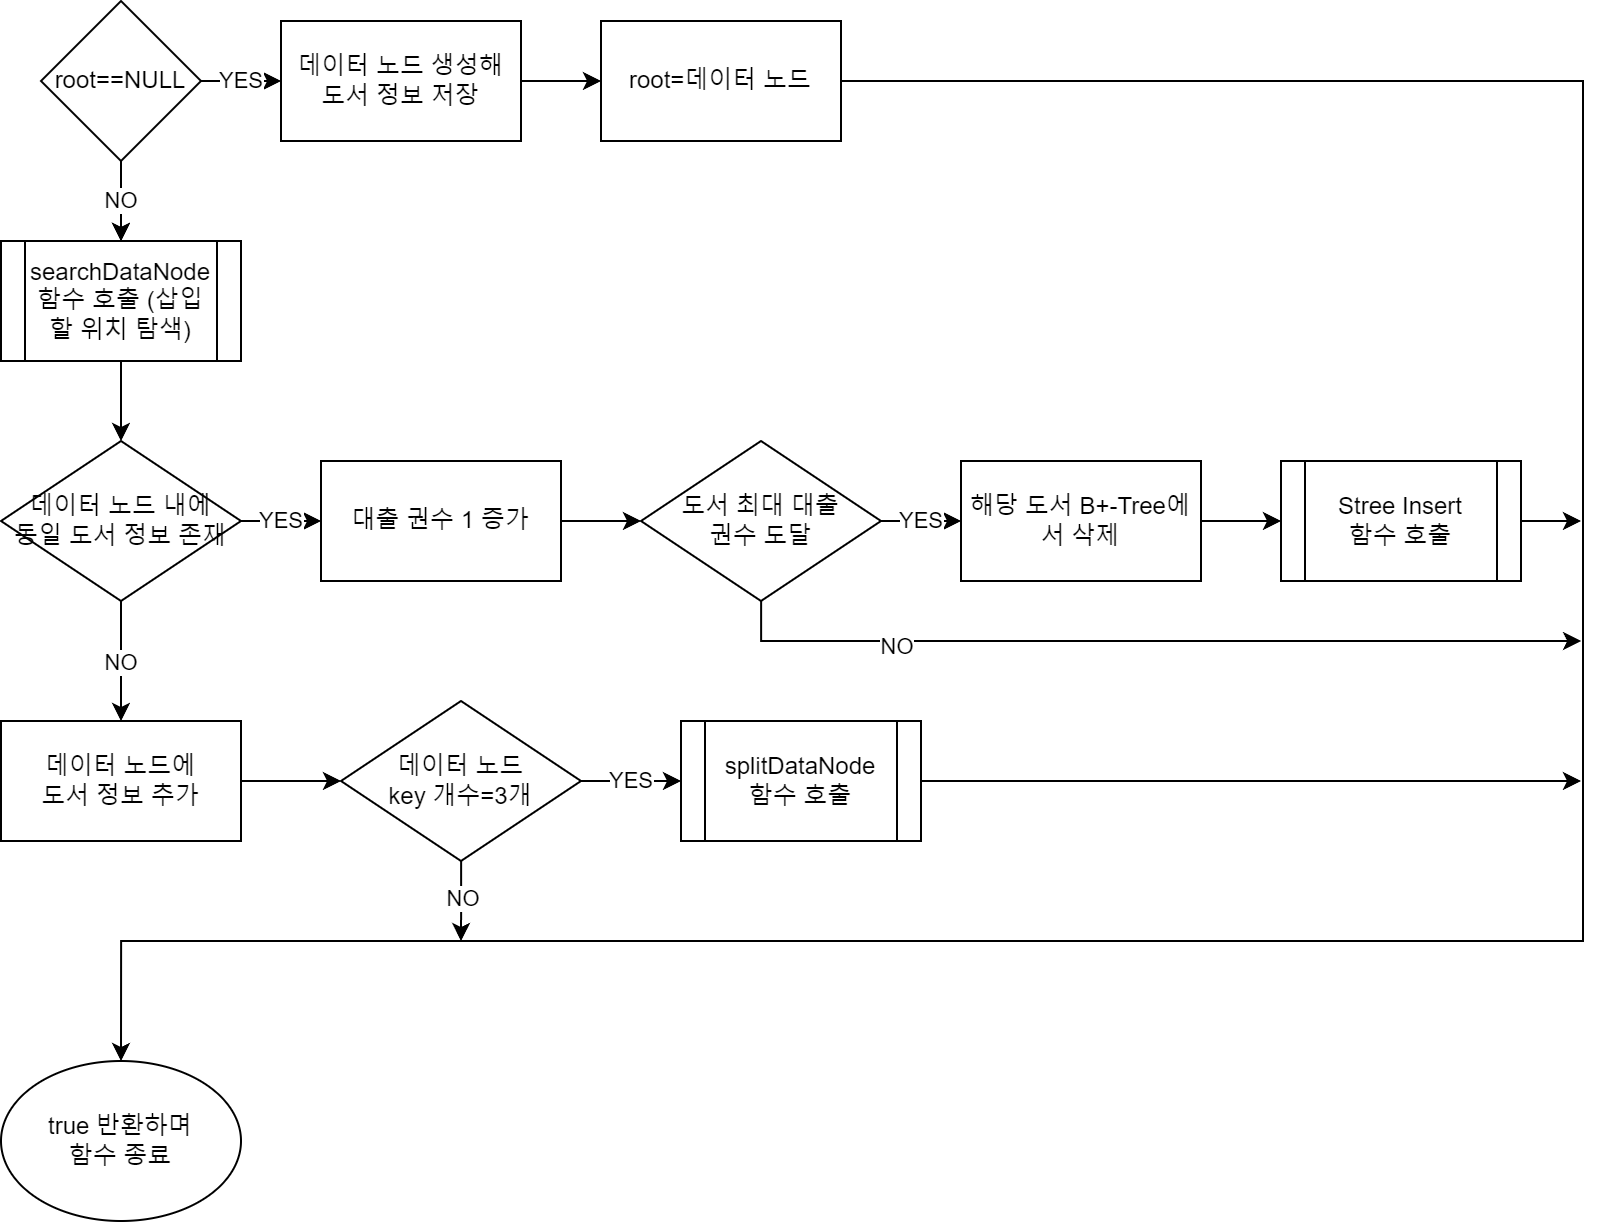 root==NULL
YES
데이터 노드 생성해
도서 정보 저장
root=데이터 노드
NO
searchDataNode
함수 호출 (삽입
할 위치 탐색)
데이터 노드 내에
동일 도서 정보 존재
YES
대출 권수 1 증가
도서 최대 대출
권수 도달
YES
해당 도서 B+-Tree에
서 삭제
Stree Insert
함수 호출
NO
NO
데이터 노드에
도서 정보 추가
데이터 노드
key 개수=3개
YES
splitDataNode
함수 호출
NO
true 반환하며
함수 종료